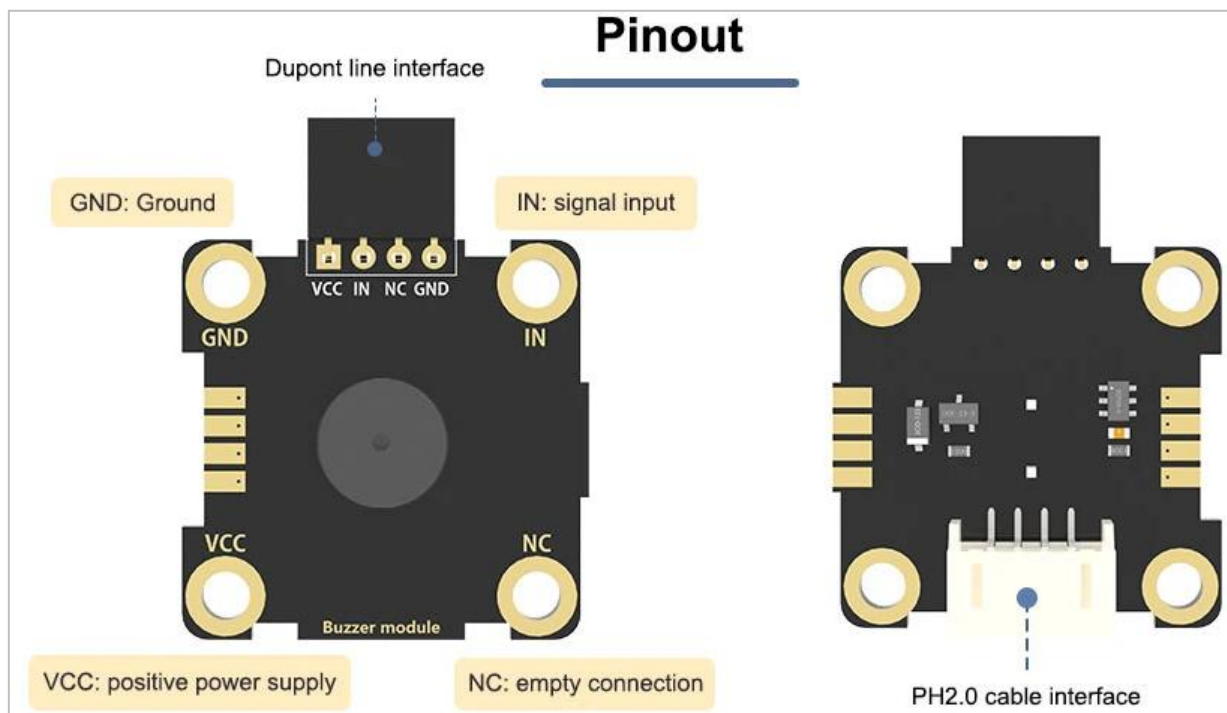 Pinout
Dupont line interface
GND: Ground
IN: signal input
VCC IN NC GND
GND
IN
VCC
NC
Buzzer module
VCC: positive power supply
NC: empty connection
PH2.0 cable interface